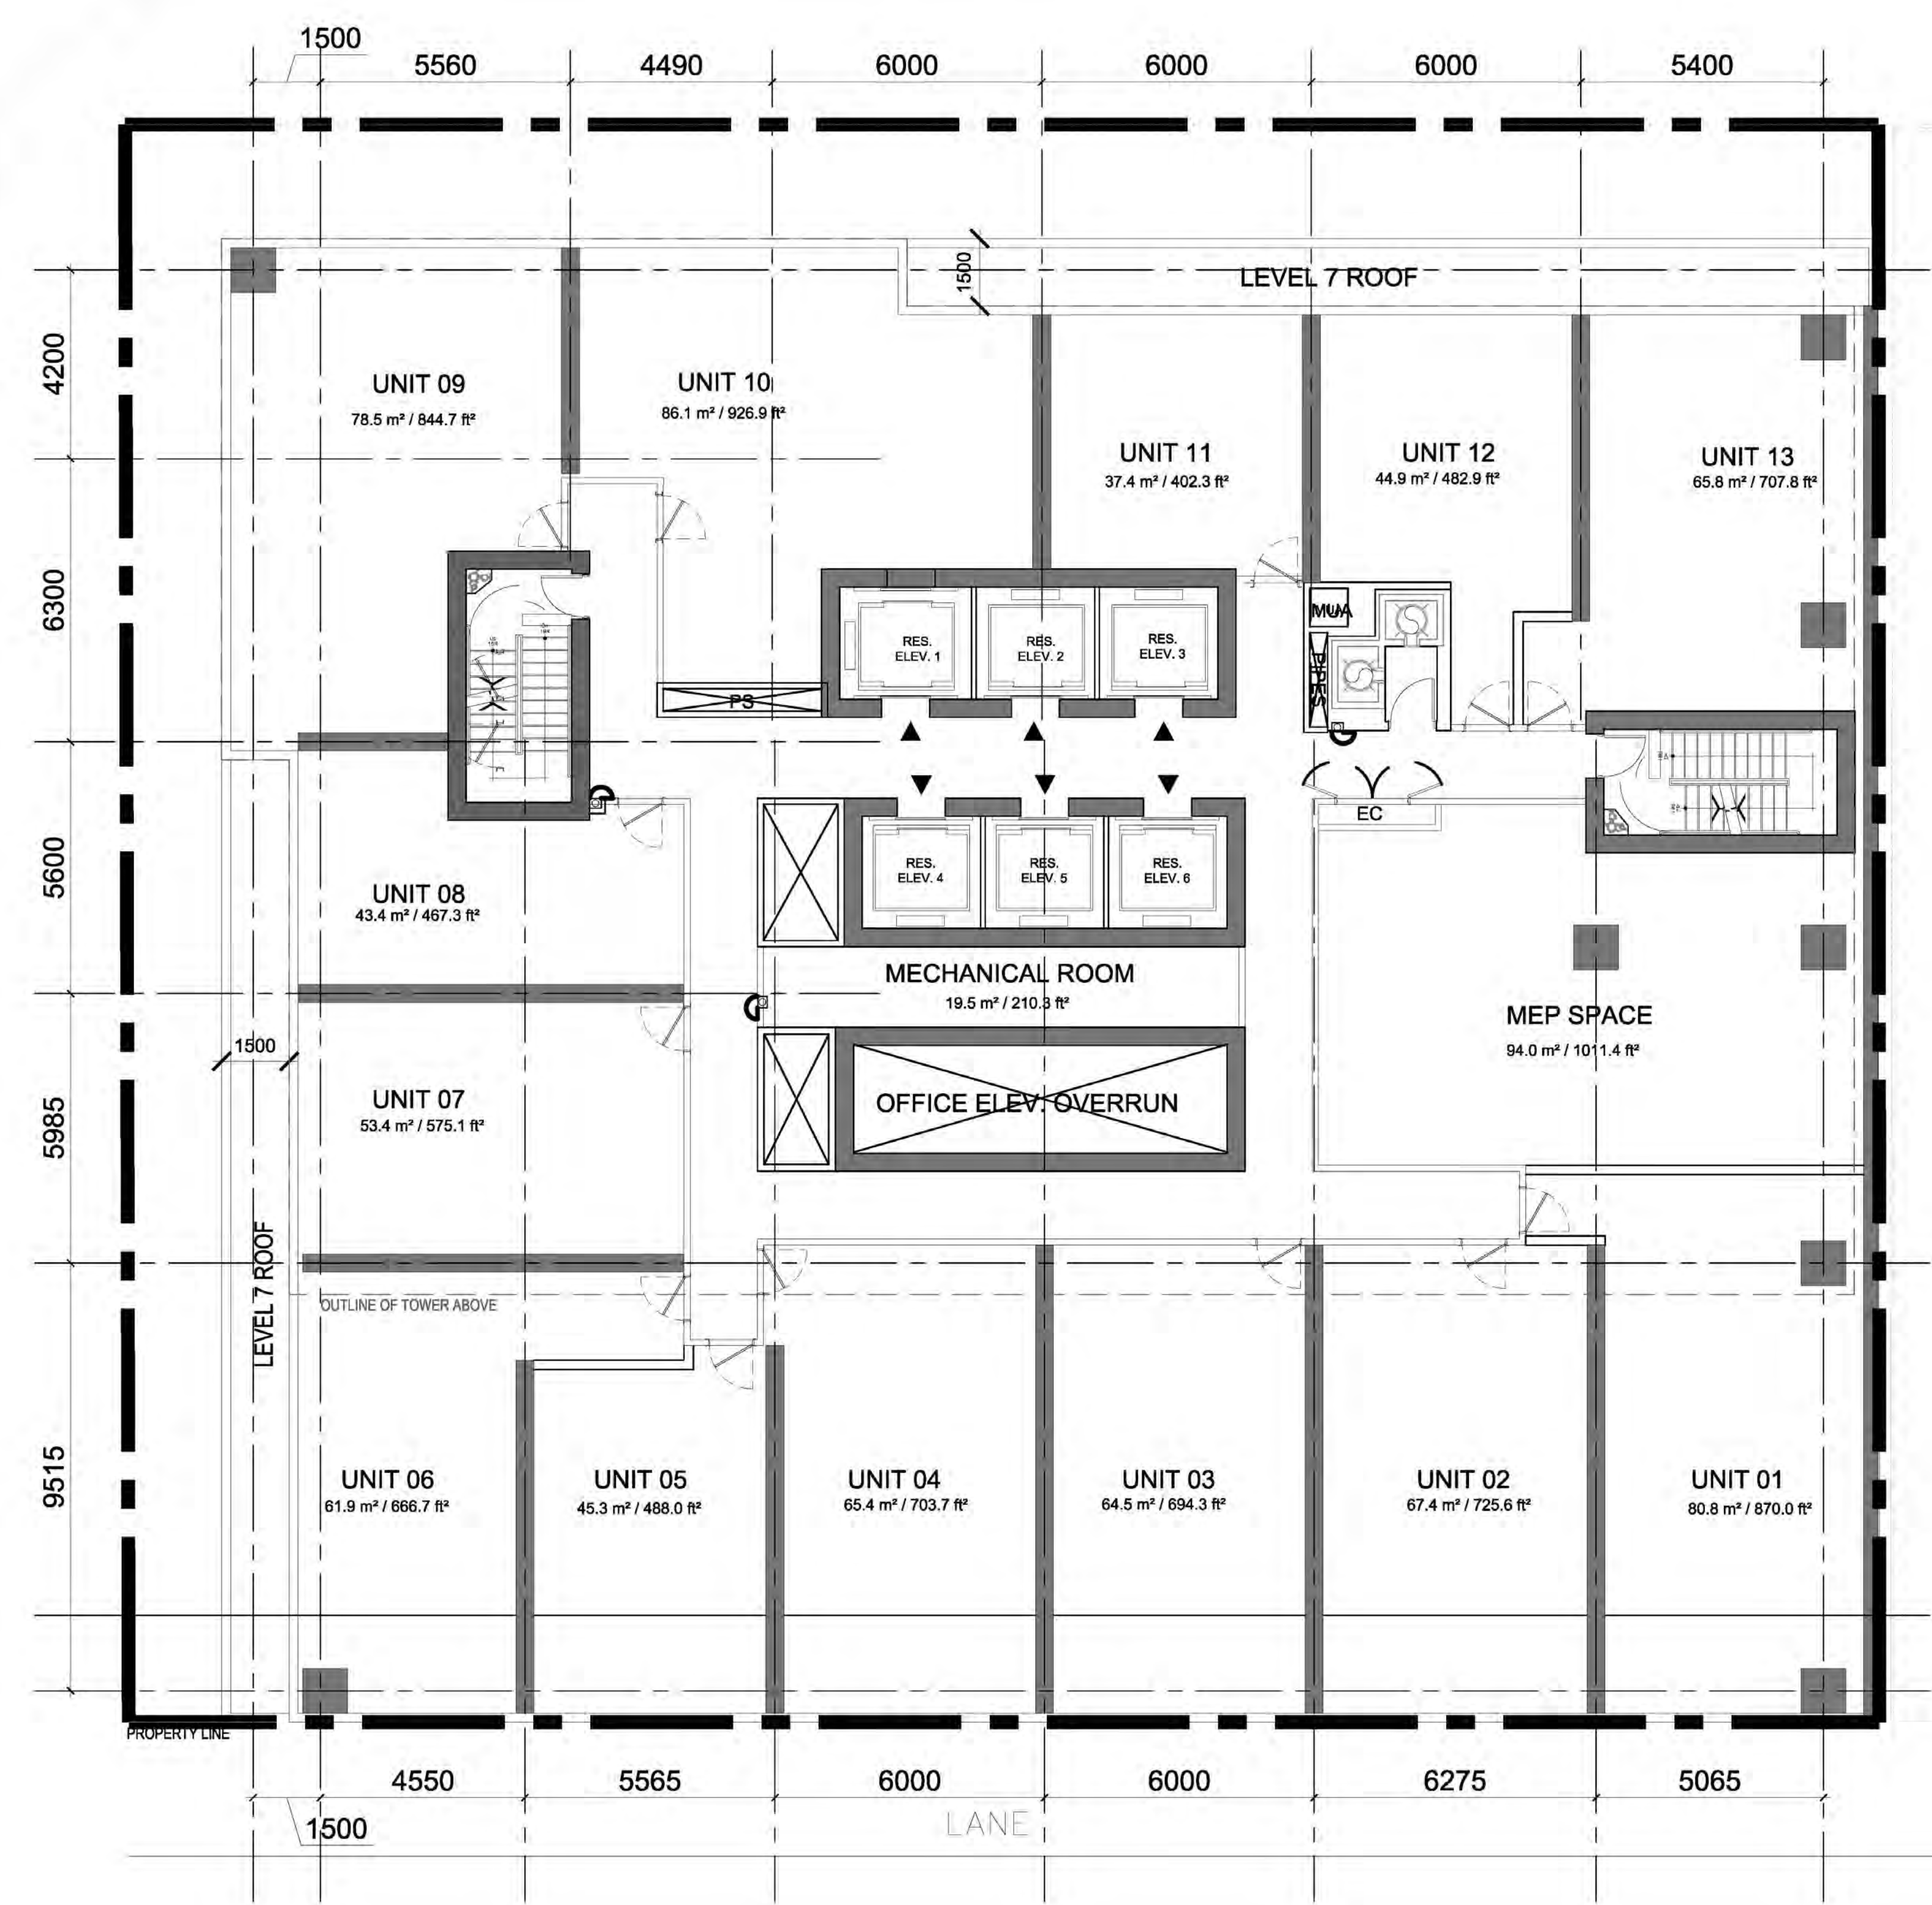 1500
5560
4490
6000
6000
6000
5400
1500
LEVEL 7 ROOF
4200
6300
5600
5985
9515
UNIT 09
78.5 m² / 844.7 ft²
UNIT 10
86.1 m² / 926.9 ft²
UNIT 11
37.4 m² / 402.3 ft²
UNIT 12
44.9 m² / 482.9 ft²
UNIT 13
65.8 m² / 707.8 ft²
RES.
ELEV. 1
RES.
ELEV. 2
RES.
ELEV. 3
MUA
PIPES
PS
RES.
ELEV. 4
RES.
ELEV. 5
RES.
ELEV. 6
EC
UNIT 08
43.4 m² / 467.3 ft²
MECHANICAL ROOM
19.5 m² / 210.3 ft²
MEP SPACE
94.0 m² / 1011.4 ft²
1500
UNIT 07
53.4 m² / 575.1 ft²
OFFICE ELEV. OVERRUN
LEVEL 7 ROOF
OUTLINE OF TOWER ABOVE
UNIT 06
61.9 m² / 666.7 ft²
UNIT 05
45.3 m² / 488.0 ft²
UNIT 04
65.4 m² / 703.7 ft²
UNIT 03
64.5 m² / 694.3 ft²
UNIT 02
67.4 m² / 725.6 ft²
UNIT 01
80.8 m² / 870.0 ft²
PROPERTY LINE
4550
5565
6000
6000
6275
5065
1500
LANE